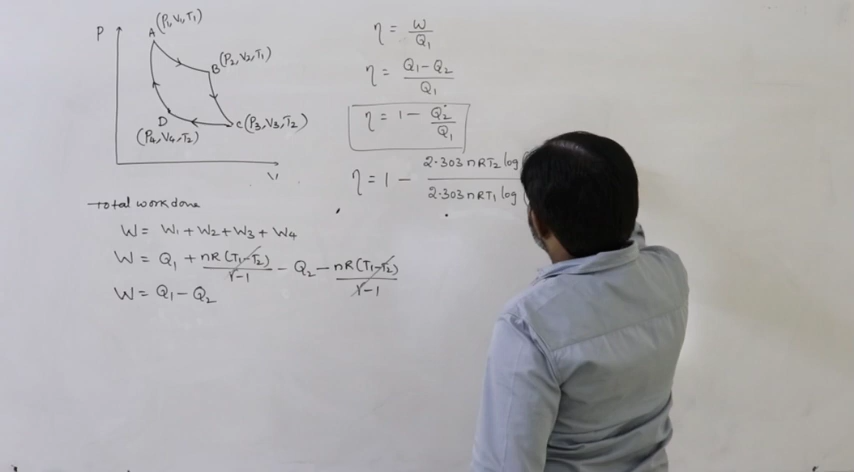 P
A (P₁,V₁,T₁)
B (P₂,V₂,T₁)
C (P₃,V₃,T₂)
D
(P₄,V₄,T₂)
V
η = W/Q₁
η = Q₁-Q₂/Q₁
η = 1 - Q₂/Q₁
η = 1 - 2.303 nRT₂ log (/2.303 nRT₁ log
Total work done
W = W₁ + W₂ + W₃ + W₄
W = Q₁ + nR(T₁-T₂)/γ-1 - Q₂ - nR(T₁-T₂)/γ-1
W = Q₁ - Q₂